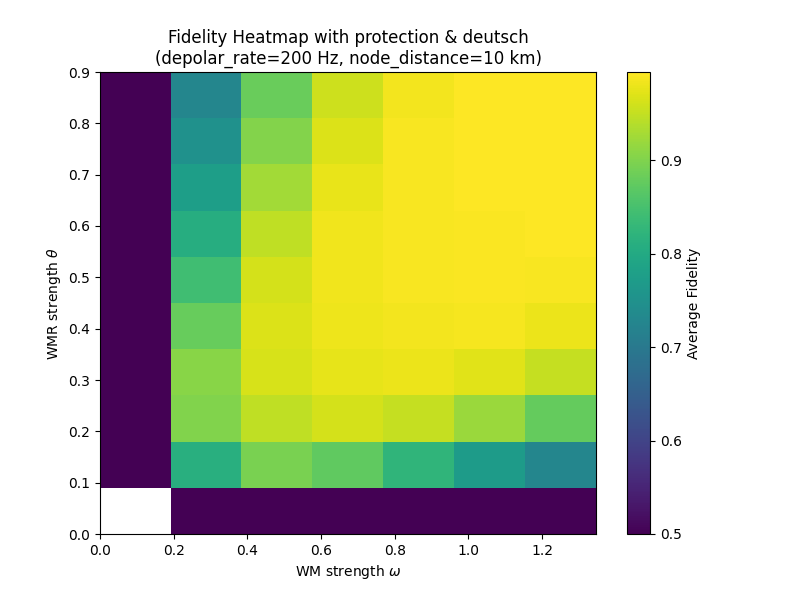 Fidelity Heatmap with protection & deutsch
(depolar_rate=200 Hz, node_distance=10 km)
0.9
0.8
0.7
0.6
0.5
0.4
0.3
0.2
0.1
0.0
WMR strength θ
0.0 0.2 0.4 0.6 0.8 1.0 1.2
WM strength ω
0.9
0.8
0.7
0.6
0.5
Average Fidelity